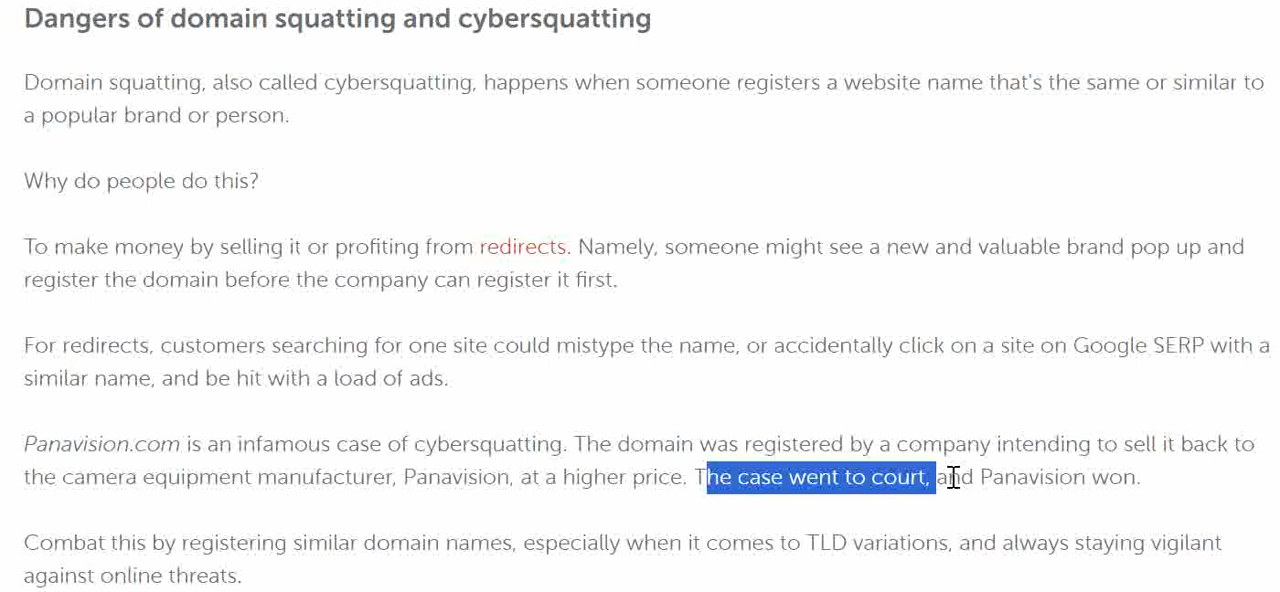 Dangers of domain squatting and cybersquatting
Domain squatting, also called cybersquatting, happens when someone registers a website name that's the same or similar to
a popular brand or person.
Why do people do this?
To make money by selling it or profiting from redirects. Namely, someone might see a new and valuable brand pop up and
register the domain before the company can register it first.
For redirects, customers searching for one site could mistype the name, or accidentally click on a site on Google SERP with a
similar name, and be hit with a load of ads.
Panavision.com is an infamous case of cybersquatting. The domain was registered by a company intending to sell it back to
the camera equipment manufacturer, Panavision, at a higher price. The case went to court, and Panavision won.
Combat this by registering similar domain names, especially when it comes to TLD variations, and always staying vigilant
against online threats.